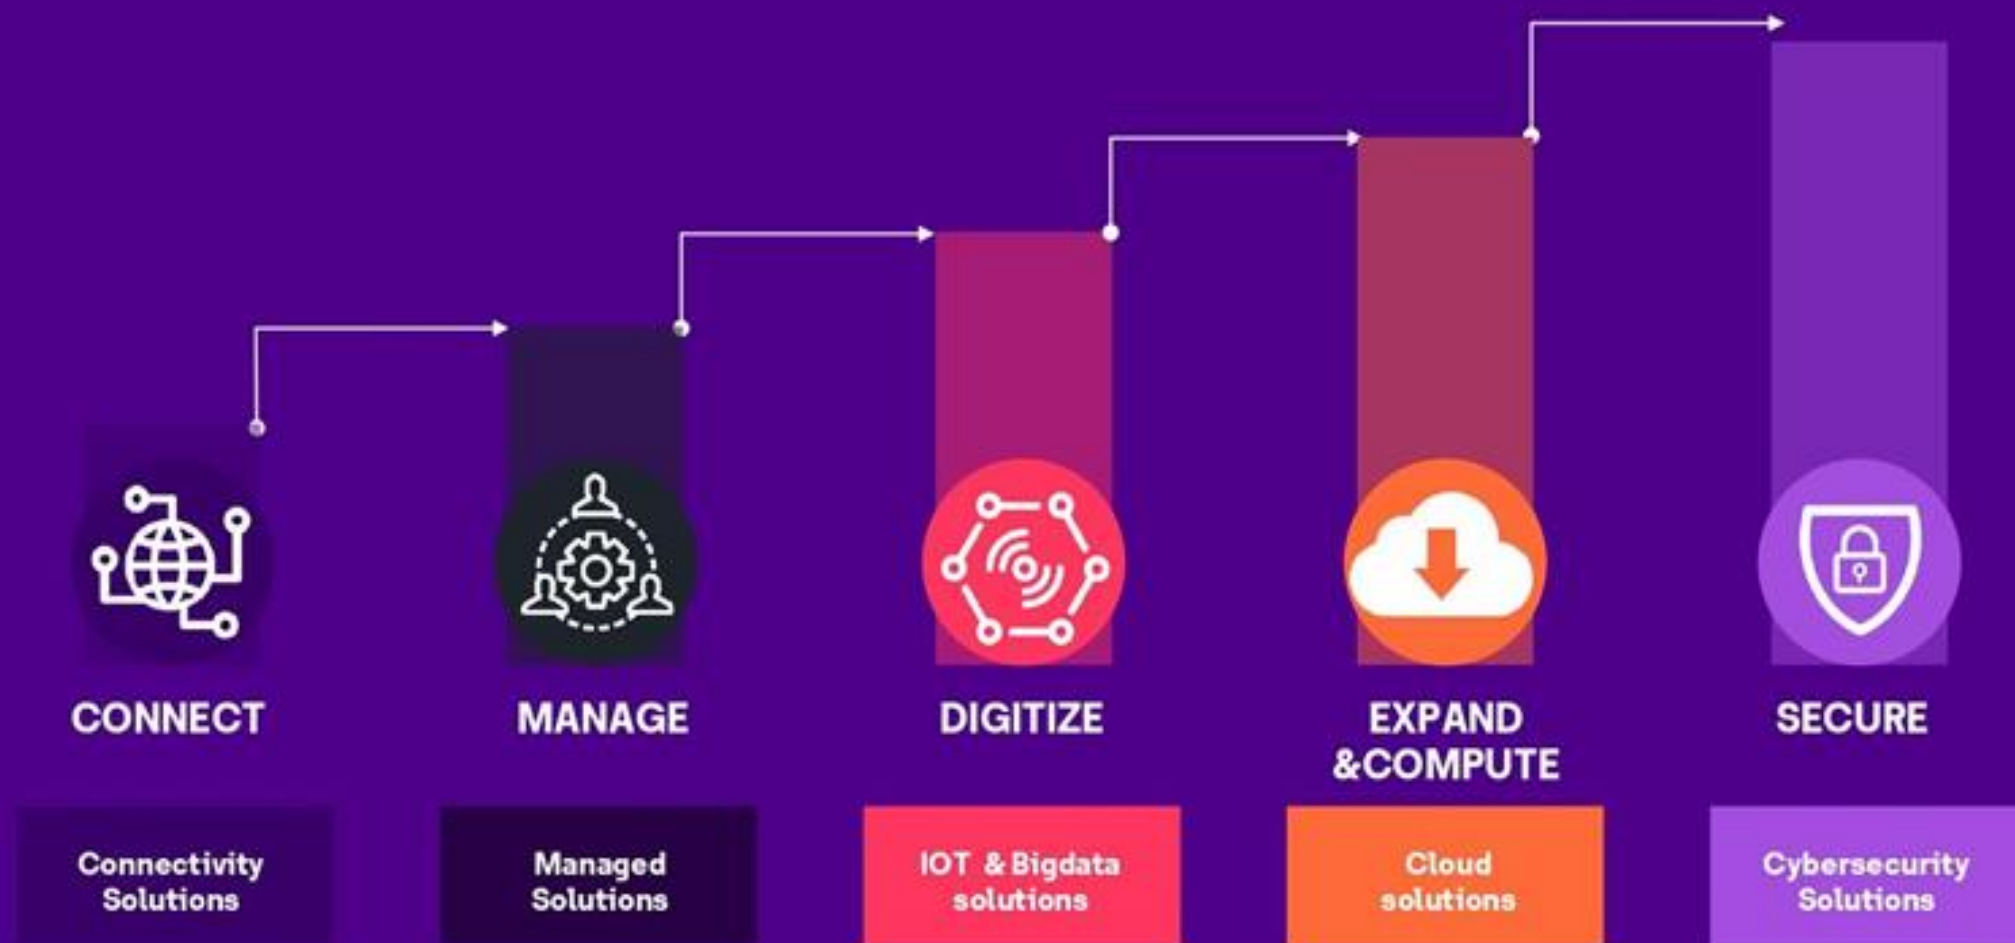 CONNECT
MANAGE
DIGITIZE
EXPAND
&COMPUTE
SECURE
Connectivity
Solutions
Managed
Solutions
IOT & Bigdata
solutions
Cloud
solutions
Cybersecurity
Solutions